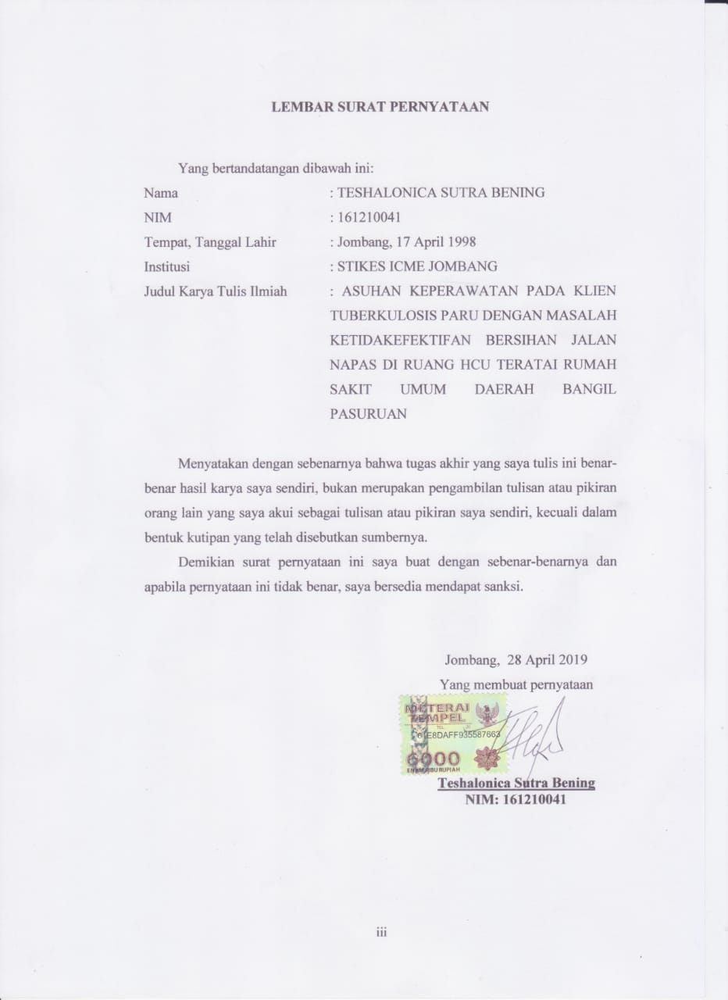 LEMBAR SURAT PERNYATAAN
Yang bertandatangan dibawah ini:
Nama : TESHALONICA SUTRA BENING
NIM : 161210041
Tempat, Tanggal Lahir : Jombang, 17 April 1998
Institusi : STIKES ICME JOMBANG
Judul Karya Tulis Ilmiah : ASUHAN KEPERAWATAN PADA KLIEN
TUBERKULOSIS PARU DENGAN MASALAH
KETIDAKEFEKTIFAN BERSIHAN JALAN
NAPAS DI RUANG HCU TERATAI RUMAH
SAKIT UMUM DAERAH BANGIL
PASURUAN
Menyatakan dengan sebenarnya bahwa tugas akhir yang saya tulis ini benar-
benar hasil karya saya sendiri, bukan merupakan pengambilan tulisan atau pikiran
orang lain yang saya akui sebagai tulisan atau pikiran saya sendiri, kecuali dalam
bentuk kutipan yang telah disebutkan sumbernya.
Demikian surat pernyataan ini saya buat dengan sebenar-benarnya dan
apabila pernyataan ini tidak benar, saya bersedia mendapat sanksi.
Jombang, 28 April 2019
Yang membuat pernyataan
METERAI
TEMPEL
6000
ENAM RIBU RUPIAH
Teshalonica Sutra Bening
NIM: 161210041
iii